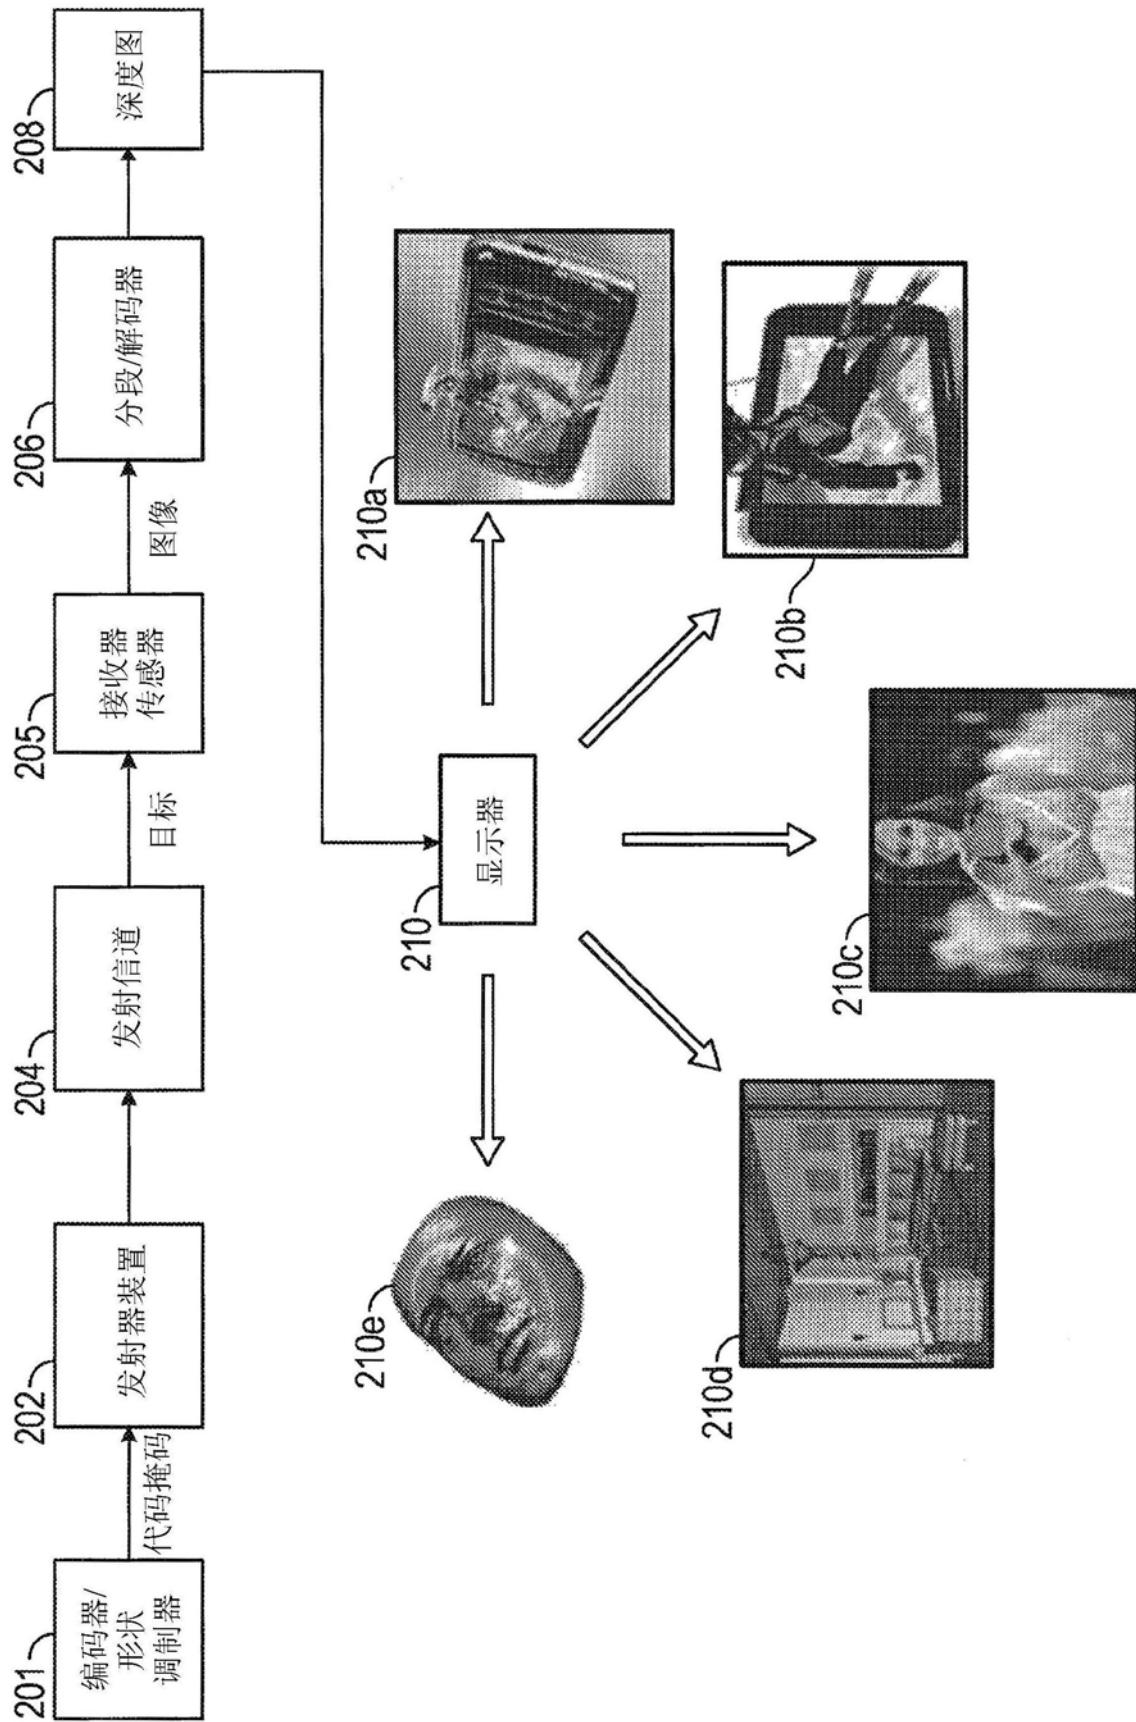 201
编码器/
形状
调制器
代码掩码
202
发射器装置
204
发射信道
目标
205
接收器
传感器
图像
206
分段/解码器
208
深度图
210
显示器
210a
210b
210c
210d
210e